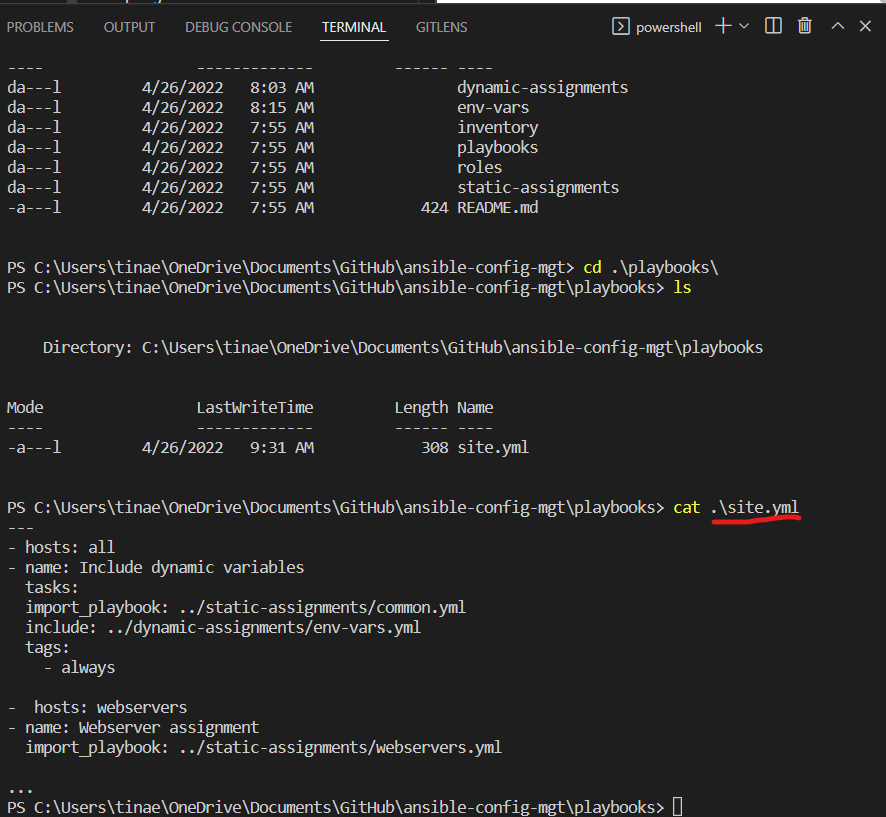 PROBLEMS OUTPUT DEBUG CONSOLE TERMINAL GITLENS powershell
---- ------------- ------ ----
da---l 4/26/2022 8:03 AM dynamic-assignments
da---l 4/26/2022 8:15 AM env-vars
da---l 4/26/2022 7:55 AM inventory
da---l 4/26/2022 7:55 AM playbooks
da---l 4/26/2022 7:55 AM roles
da---l 4/26/2022 7:55 AM static-assignments
-a---l 4/26/2022 7:55 AM 424 README.md
PS C:\Users\tinae\OneDrive\Documents\GitHub\ansible-config-mgt> cd .\playbooks\
PS C:\Users\tinae\OneDrive\Documents\GitHub\ansible-config-mgt\playbooks> ls
Directory: C:\Users\tinae\OneDrive\Documents\GitHub\ansible-config-mgt\playbooks
Mode LastWriteTime Length Name
---- ------------- ------ ----
-a---l 4/26/2022 9:31 AM 308 site.yml
PS C:\Users\tinae\OneDrive\Documents\GitHub\ansible-config-mgt\playbooks> cat .\site.yml
---
- hosts: all
- name: Include dynamic variables
  tasks:
  import_playbook: ../static-assignments/common.yml
  include: ../dynamic-assignments/env-vars.yml
  tags:
    - always
-  hosts: webservers
- name: Webserver assignment
  import_playbook: ../static-assignments/webservers.yml
...
PS C:\Users\tinae\OneDrive\Documents\GitHub\ansible-config-mgt\playbooks>